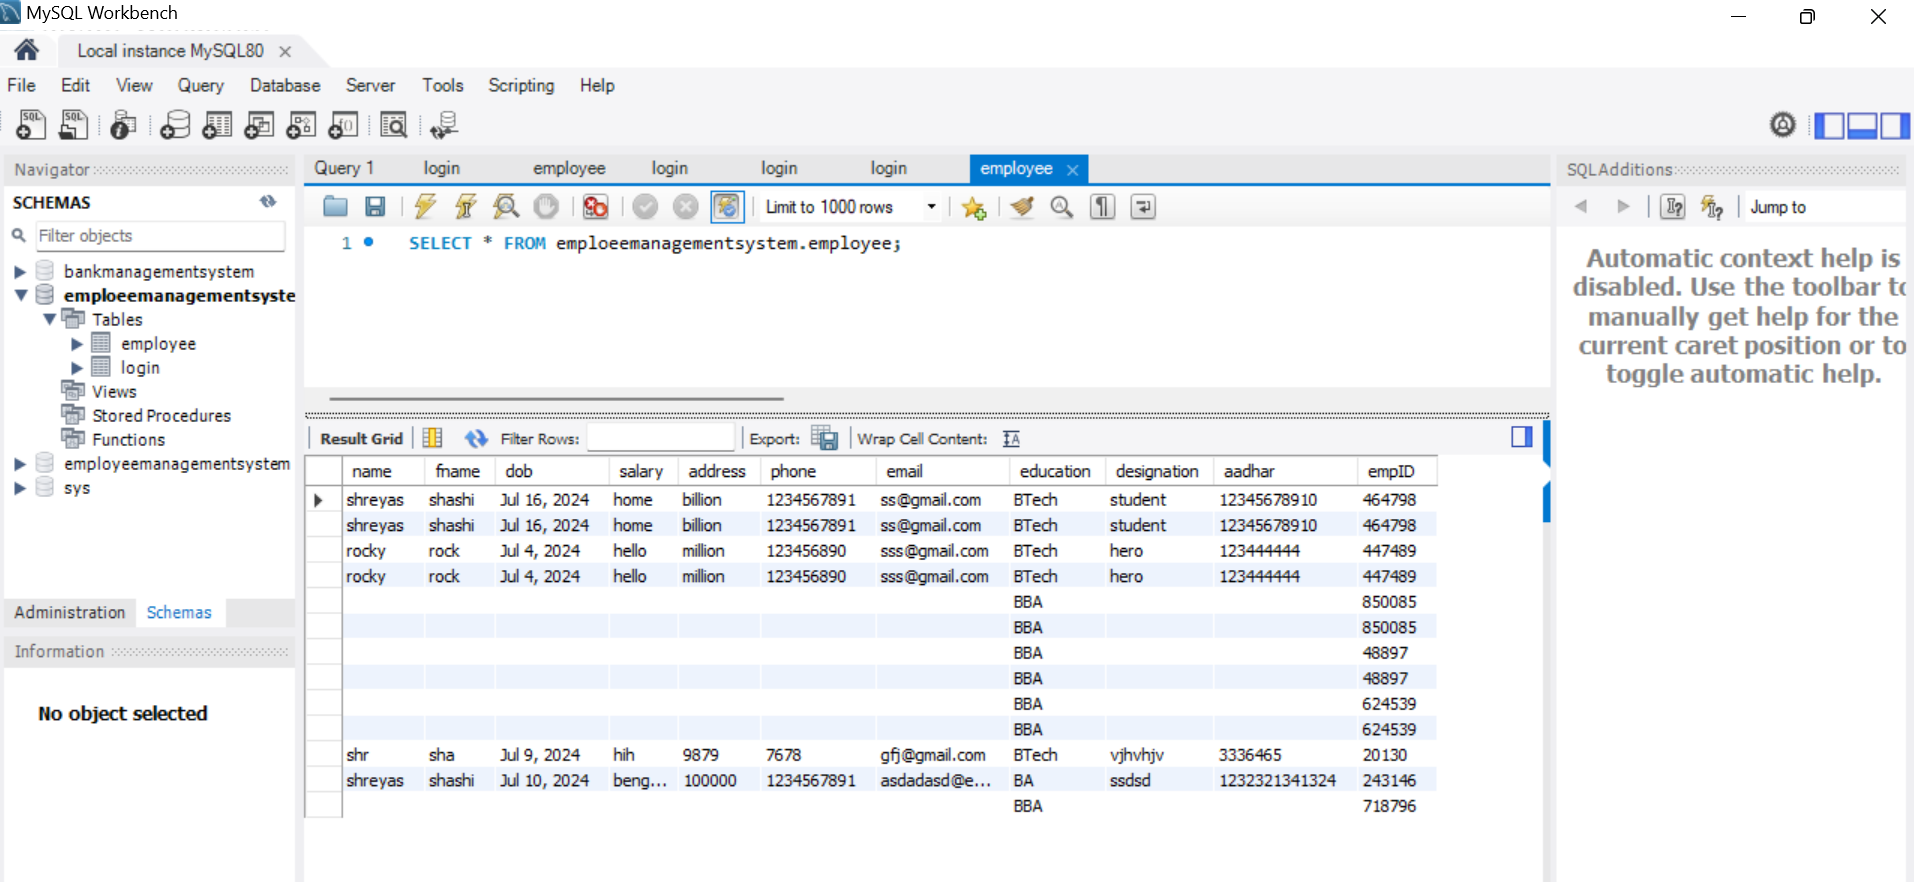 MySQL Workbench
Local instance MySQL80
File Edit View Query Database Server Tools Scripting Help
Navigator
SCHEMAS
Filter objects
bankmanagementsystem
emploeemanagementsyste
Tables
employee
login
Views
Stored Procedures
Functions
employeemanagementsystem
sys
Administration Schemas
Information
No object selected
Query 1 login employee login login login employee
Limit to 1000 rows
1 SELECT * FROM emploeemanagementsystem.employee;
Result Grid Filter Rows: Export: Wrap Cell Content:
name fname dob salary address phone email education designation aadhar empID
shreyas shashi Jul 16, 2024 home billion 1234567891 ss@gmail.com BTech student 12345678910 464798
shreyas shashi Jul 16, 2024 home billion 1234567891 ss@gmail.com BTech student 12345678910 464798
rocky rock Jul 4, 2024 hello million 123456890 sss@gmail.com BTech hero 123444444 447489
rocky rock Jul 4, 2024 hello million 123456890 sss@gmail.com BTech hero 123444444 447489
BBA 850085
BBA 850085
BBA 48897
BBA 48897
BBA 624539
BBA 624539
shr sha Jul 9, 2024 hih 9879 7678 gfj@gmail.com BTech vjhvhjv 3336465 20130
shreyas shashi Jul 10, 2024 beng... 100000 1234567891 asdadasd@e... BA ssdsd 1232321341324 243146
BBA 718796
SQLAdditions
Jump to
Automatic context help is
disabled. Use the toolbar to
manually get help for the
current caret position or to
toggle automatic help.